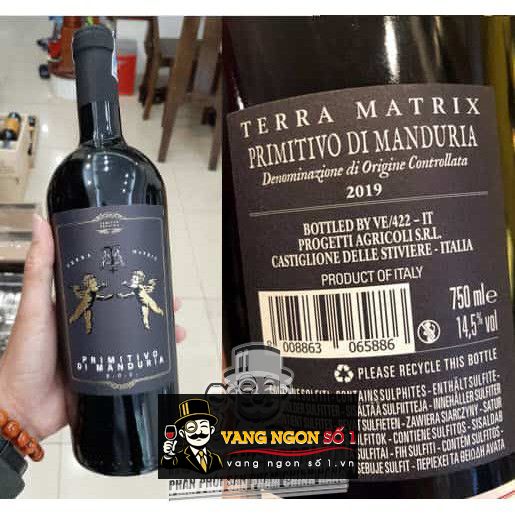 TERRA MATRIX
PRIMITIVO
DI MANDURIA
TERRA MATRIX
PRIMITIVO DI MANDURIA
Denominazione di Origine Controllata
2019
BOTTLED BY VE/422 – IT
PROGETTI AGRICOLI S.R.L.
CASTIGLIONE DELLE STIVIERE - ITALIA
PRODUCT OF ITALY
750 ml e
14,5% vol
8 008863 065886
PLEASE RECYCLE THIS BOTTLE
CONTAINS SULPHITES - ENTHÄLT SULFITE
INNEHÅLLER SULFITER
ZAWIERA SIARCZYNY
CONTIENE SULFITOS
CONTÉM SULFITOS
VANG NGON SỐ 1
vang ngon số 1.vn